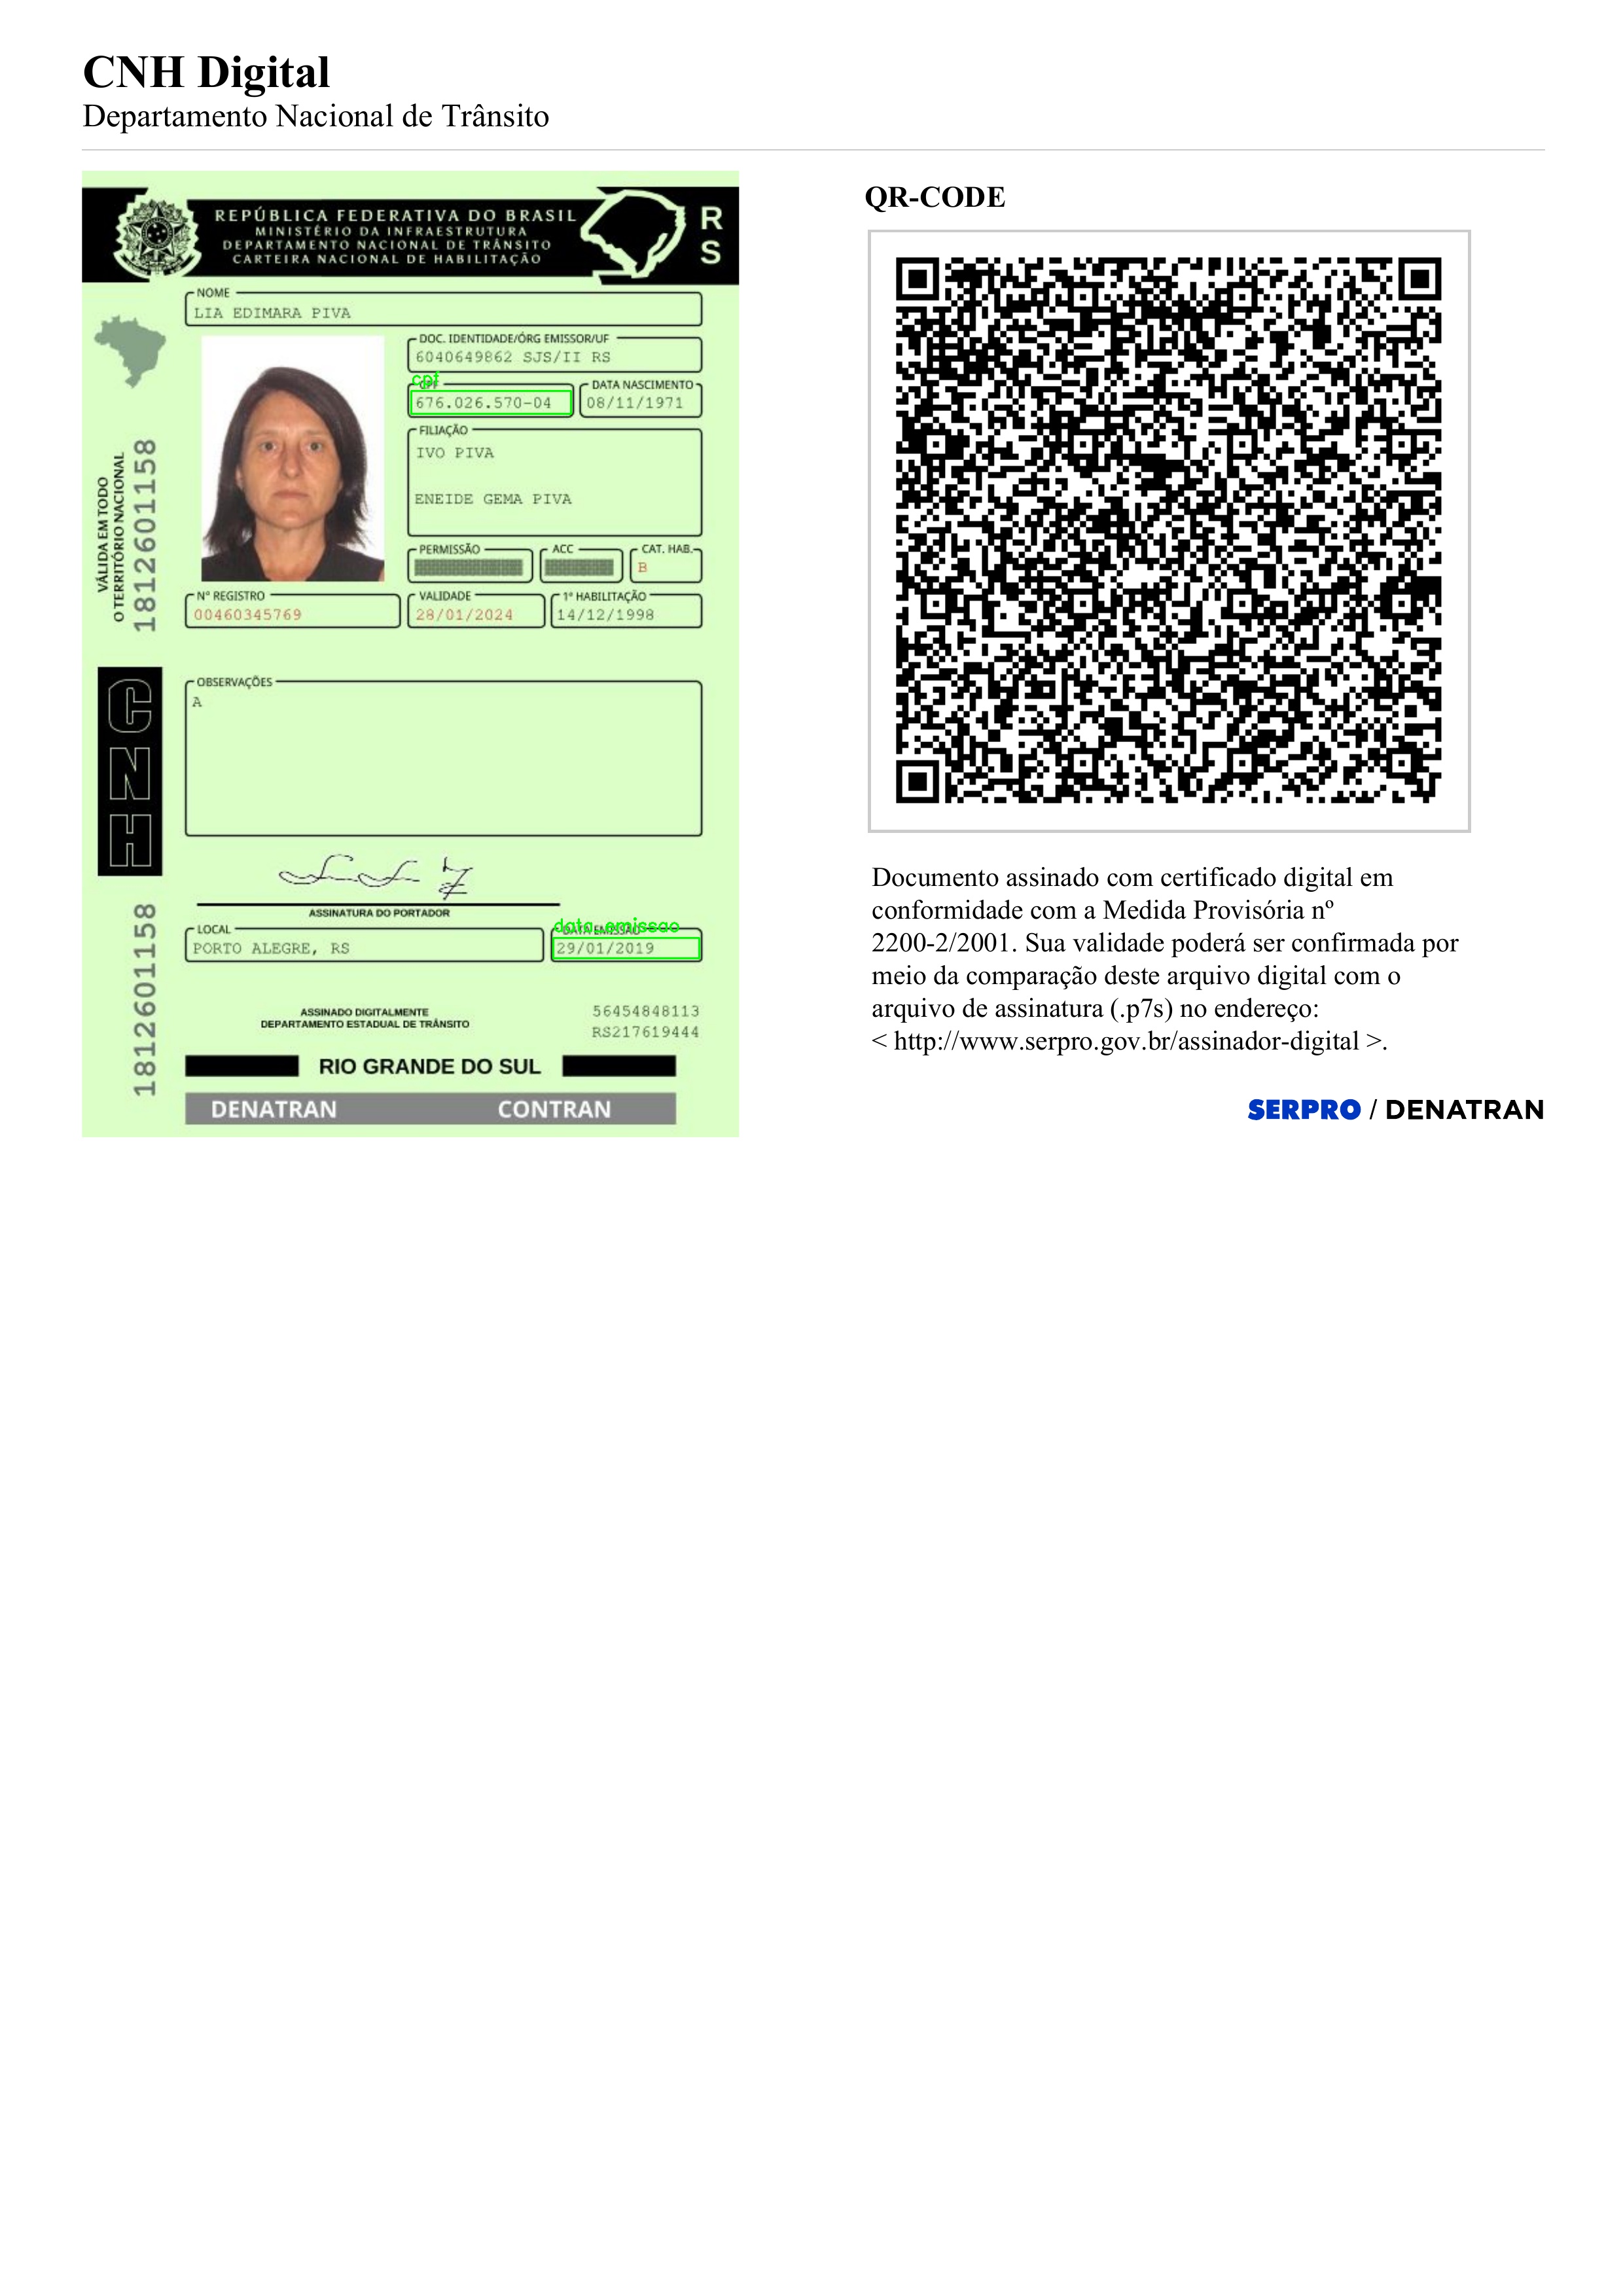 CNH Digital
Departamento Nacional de Trânsito
REPÚBLICA FEDERATIVA DO BRASIL
MINISTÉRIO DA INFRAESTRUTURA
DEPARTAMENTO NACIONAL DE TRÂNSITO
CARTEIRA NACIONAL DE HABILITAÇÃO
RS
NOME
LIA EDIMARA PIVA
DOC. IDENTIDADE/ÓRG EMISSOR/UF
6040649862 SJS/II RS
cpf
676.026.570-04
DATA NASCIMENTO
08/11/1971
FILIAÇÃO
IVO PIVA
ENEIDE GEMA PIVA
PERMISSÃO
ACC
CAT. HAB.
B
Nº REGISTRO
00460345769
VALIDADE
28/01/2024
1ª HABILITAÇÃO
14/12/1998
VÁLIDA EM TODO
O TERRITÓRIO NACIONAL
1812601158
CNH
OBSERVAÇÕES
A
ASSINATURA DO PORTADOR
LOCAL
PORTO ALEGRE, RS
data_emissao
DATA EMISSÃO
29/01/2019
1812601158
ASSINADO DIGITALMENTE
DEPARTAMENTO ESTADUAL DE TRÂNSITO
56454848113
RS217619444
RIO GRANDE DO SUL
DENATRAN CONTRAN
QR-CODE
Documento assinado com certificado digital em
conformidade com a Medida Provisória nº
2200-2/2001. Sua validade poderá ser confirmada por
meio da comparação deste arquivo digital com o
arquivo de assinatura (.p7s) no endereço:
< http://www.serpro.gov.br/assinador-digital >.
SERPRO / DENATRAN